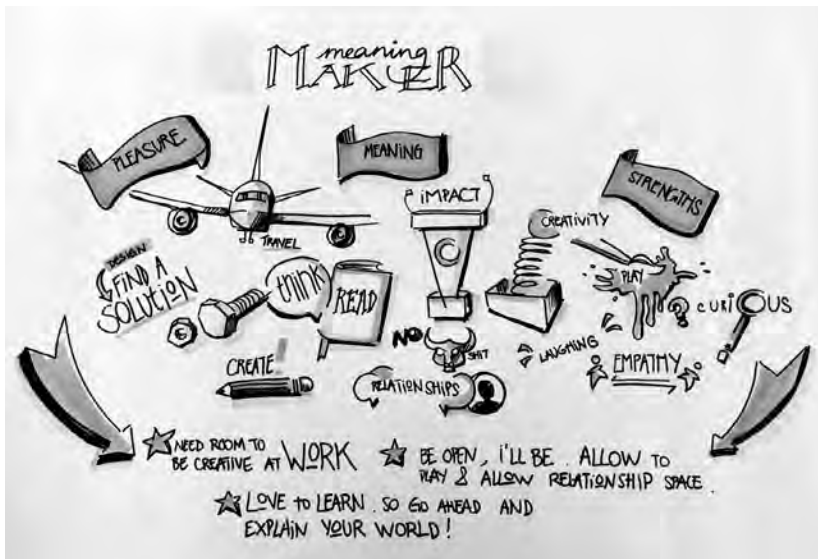 meaning
MAKER
PLEASURE
MEANING
STRENGTHS
IMPACT
CREATIVITY
TRAVEL
DESIGN
FIND A
SOLUTION
think
READ
PLAY
CURIOUS
NO
SHIT
LAUGHING
CREATE!
RELATIONSHIPS
EMPATHY
NEED ROOM TO
BE CREATIVE AT WORK
BE OPEN, i'LL BE. ALLOW TO
PLAY & ALLOW RELATIONSHIP SPACE.
LOVE TO LEARN. SO GO AHEAD AND
EXPLAIN YOUR WORLD!